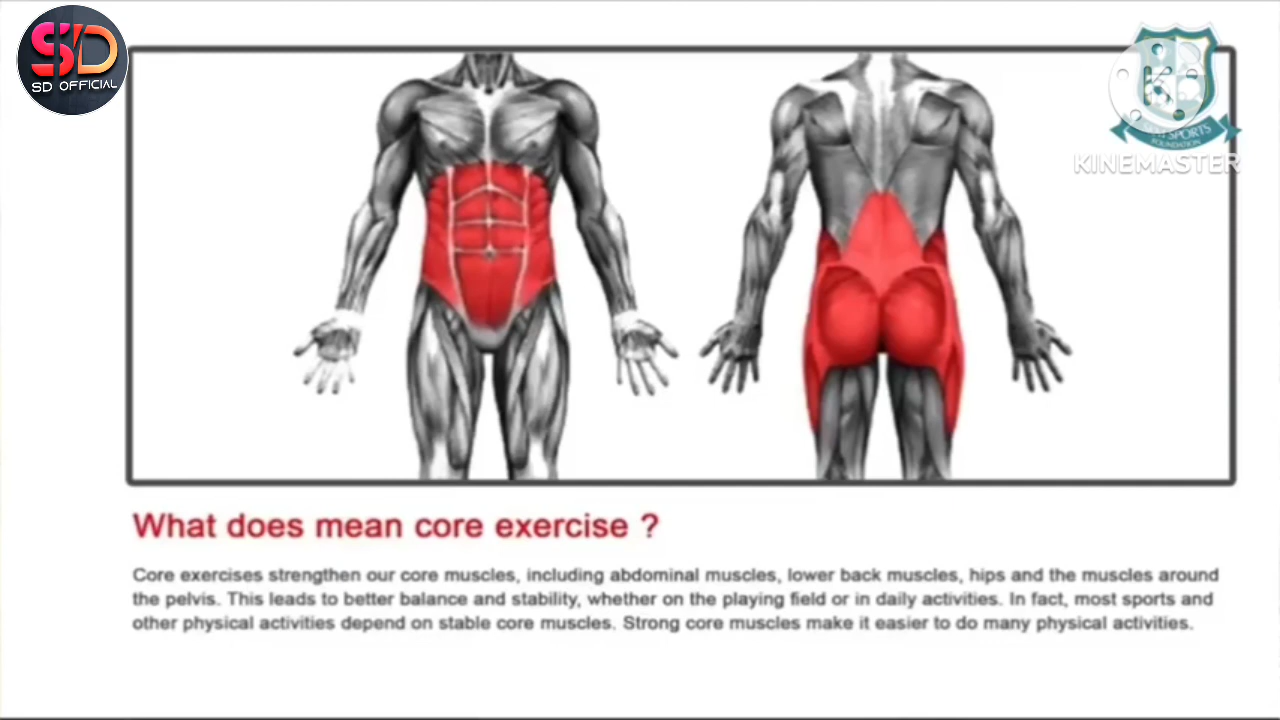 SD
SD OFFICIAL
K
SPORTS
FOUNDATION
KINEMASTER
What does mean core exercise ?
Core exercises strengthen our core muscles, including abdominal muscles, lower back muscles, hips and the muscles around
the pelvis. This leads to better balance and stability, whether on the playing field or in daily activities. In fact, most sports and
other physical activities depend on stable core muscles. Strong core muscles make it easier to do many physical activities.